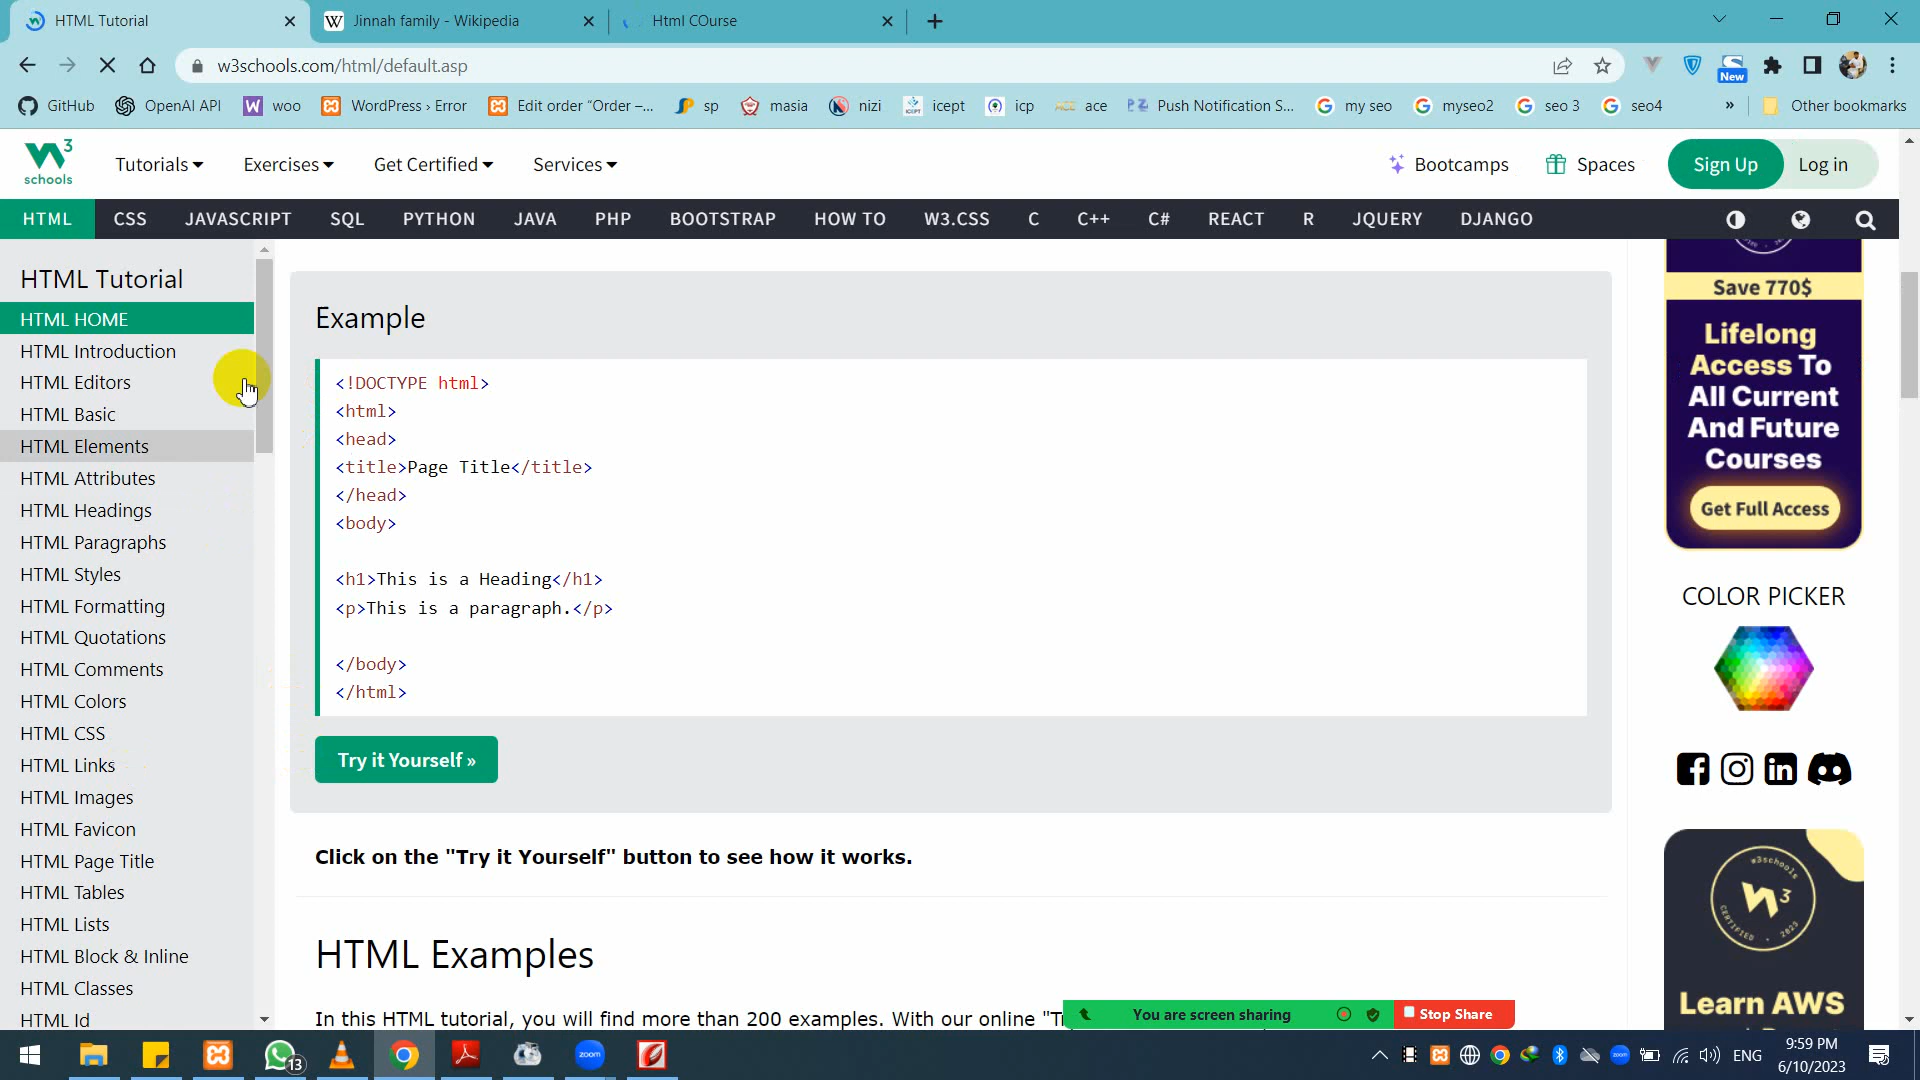 HTML Tutorial
Jinnah family - Wikipedia
Html COurse
w3schools.com/html/default.asp
New
GitHub
OpenAI API
woo
WordPress › Error
Edit order “Order –...
sp
masia
nizi
icept
icp
ace
Push Notification S...
my seo
myseo2
seo 3
seo4
»
Other bookmarks
W3 schools
Tutorials
Exercises
Get Certified
Services
Bootcamps
Spaces
Sign Up
Log in
HTML
CSS
JAVASCRIPT
SQL
PYTHON
JAVA
PHP
BOOTSTRAP
HOW TO
W3.CSS
C
C++
C#
REACT
R
JQUERY
DJANGO
HTML Tutorial
HTML HOME
HTML Introduction
HTML Editors
HTML Basic
HTML Elements
HTML Attributes
HTML Headings
HTML Paragraphs
HTML Styles
HTML Formatting
HTML Quotations
HTML Comments
HTML Colors
HTML CSS
HTML Links
HTML Images
HTML Favicon
HTML Page Title
HTML Tables
HTML Lists
HTML Block & Inline
HTML Classes
HTML Id
Example
<!DOCTYPE html>
<html>
<head>
<title>Page Title</title>
</head>
<body>
<h1>This is a Heading</h1>
<p>This is a paragraph.</p>
</body>
</html>
Try it Yourself »
Click on the "Try it Yourself" button to see how it works.
HTML Examples
In this HTML tutorial, you will find more than 200 examples. With our online "T
Save 770$
Lifelong
Access To
All Current
And Future
Courses
Get Full Access
COLOR PICKER
w3schools
CERTIFIED . 2023
Learn AWS
You are screen sharing
Stop Share
13
zoom
ENG
9:59 PM
6/10/2023